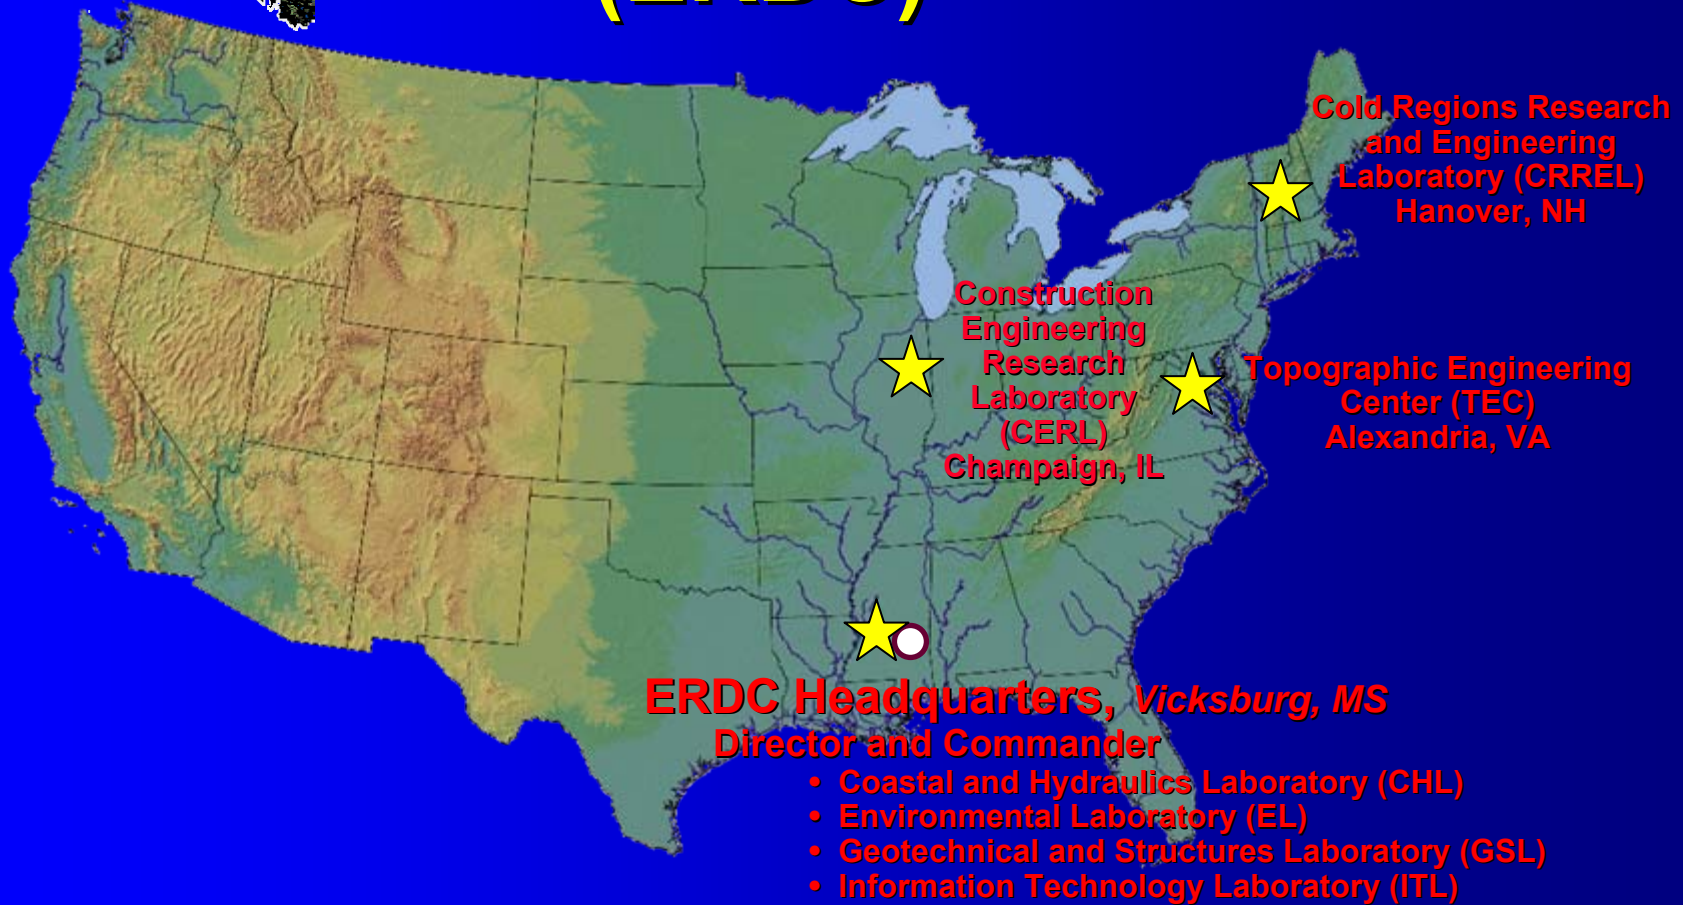 (ERDC)
Cold Regions Research
and Engineering
Laboratory (CRREL)
Hanover, NH
Construction
Engineering
Research
Laboratory
(CERL)
Champaign, IL
Topographic Engineering
Center (TEC)
Alexandria, VA
ERDC Headquarters, Vicksburg, MS
Director and Commander
• Coastal and Hydraulics Laboratory (CHL)
• Environmental Laboratory (EL)
• Geotechnical and Structures Laboratory (GSL)
• Information Technology Laboratory (ITL)